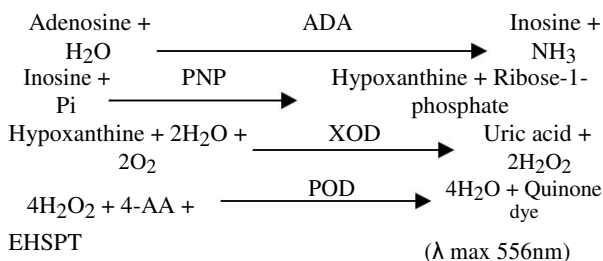 Adenosine + ADA Inosine +
H₂O NH₃
Inosine + PNP Hypoxanthine + Ribose-1-
Pi phosphate
Hypoxanthine + 2H₂O + XOD Uric acid +
2O₂ 2H₂O₂
4H₂O₂ + 4-AA + POD 4H₂O + Quinone
dye
EHSPT
(λ max 556nm)